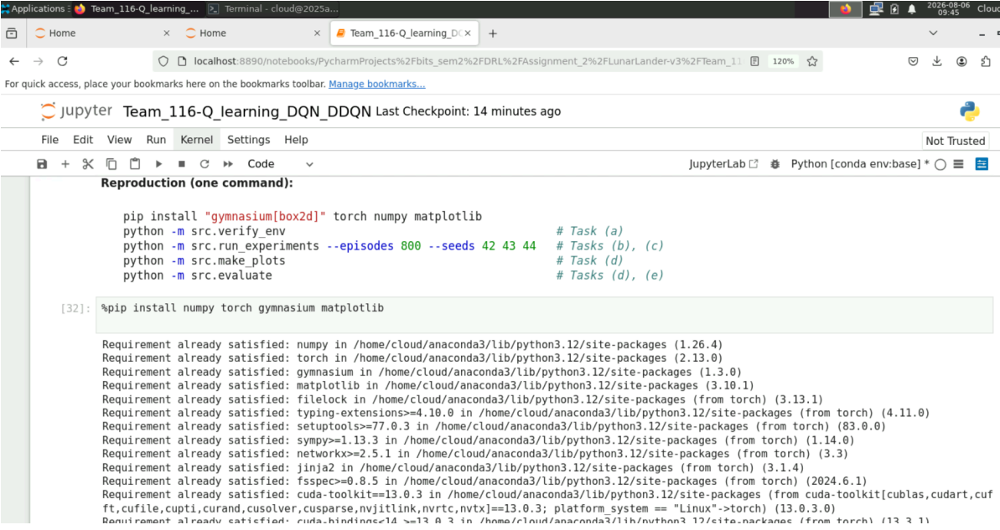 Applications Team_116-Q_learning_... Terminal - cloud@2025a... 2026-08-06 09:45 Cloud
Home Home Team_116-Q_learning_D
localhost:8890/notebooks/PycharmProjects%2Fbits_sem2%2FDRL%2FAssignment_2%2FLunarLander-v3%2FTeam_11 120%
For quick access, place your bookmarks here on the bookmarks toolbar. Manage bookmarks...
jupyter Team_116-Q_learning_DQN_DDQN Last Checkpoint: 14 minutes ago
File Edit View Run Kernel Settings Help Not Trusted
Code JupyterLab Python [conda env:base] *
Reproduction (one command):
pip install "gymnasium[box2d]" torch numpy matplotlib
python -m src.verify_env # Task (a)
python -m src.run_experiments --episodes 800 --seeds 42 43 44 # Tasks (b), (c)
python -m src.make_plots # Task (d)
python -m src.evaluate # Tasks (d), (e)
[32]: %pip install numpy torch gymnasium matplotlib
Requirement already satisfied: numpy in /home/cloud/anaconda3/lib/python3.12/site-packages (1.26.4)
Requirement already satisfied: torch in /home/cloud/anaconda3/lib/python3.12/site-packages (2.13.0)
Requirement already satisfied: gymnasium in /home/cloud/anaconda3/lib/python3.12/site-packages (1.3.0)
Requirement already satisfied: matplotlib in /home/cloud/anaconda3/lib/python3.12/site-packages (3.10.1)
Requirement already satisfied: filelock in /home/cloud/anaconda3/lib/python3.12/site-packages (from torch) (3.13.1)
Requirement already satisfied: typing-extensions>=4.10.0 in /home/cloud/anaconda3/lib/python3.12/site-packages (from torch) (4.11.0)
Requirement already satisfied: setuptools>=77.0.3 in /home/cloud/anaconda3/lib/python3.12/site-packages (from torch) (83.0.0)
Requirement already satisfied: sympy>=1.13.3 in /home/cloud/anaconda3/lib/python3.12/site-packages (from torch) (1.14.0)
Requirement already satisfied: networkx>=2.5.1 in /home/cloud/anaconda3/lib/python3.12/site-packages (from torch) (3.3)
Requirement already satisfied: jinja2 in /home/cloud/anaconda3/lib/python3.12/site-packages (from torch) (3.1.4)
Requirement already satisfied: fsspec>=0.8.5 in /home/cloud/anaconda3/lib/python3.12/site-packages (from torch) (2024.6.1)
Requirement already satisfied: cuda-toolkit==13.0.3 in /home/cloud/anaconda3/lib/python3.12/site-packages (from cuda-toolkit[cublas,cudart,cuf
ft,cufile,cupti,curand,cusolver,cusparse,nvjitlink,nvrtc,nvtx]==13.0.3; platform_system == "Linux"->torch) (13.0.3.0)
Requirement already satisfied: cuda-bindings<14,>=13.0.3 in /home/cloud/anaconda3/lib/python3.12/site-packages (from torch) (13.3.1)